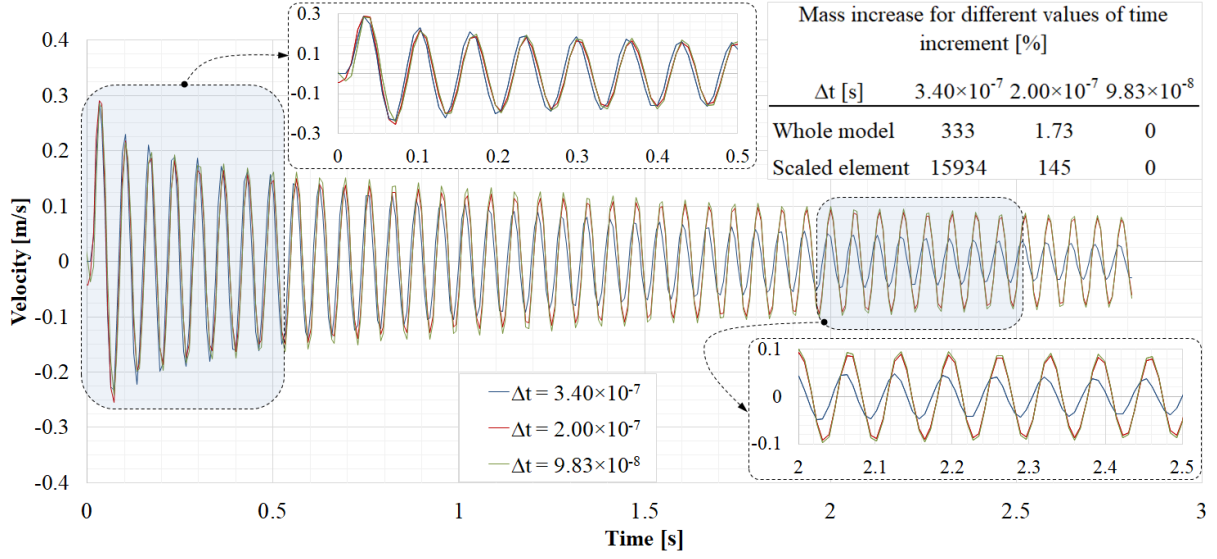 Mass increase for different values of time
increment [%]
Δt [s] 3.40×10⁻⁷ 2.00×10⁻⁷ 9.83×10⁻⁸
Whole model 333 1.73 0
Scaled element 15934 145 0
0.3
0.1
-0.1
-0.3
0 0.1 0.2 0.3 0.4 0.5
Velocity [m/s]
0.4
0.3
0.2
0.1
0
-0.1
-0.2
-0.3
-0.4
Δt = 3.40×10⁻⁷
Δt = 2.00×10⁻⁷
Δt = 9.83×10⁻⁸
0.1
0
-0.1
2 2.1 2.2 2.3 2.4 2.5
0 0.5 1 1.5 2 2.5 3
Time [s]